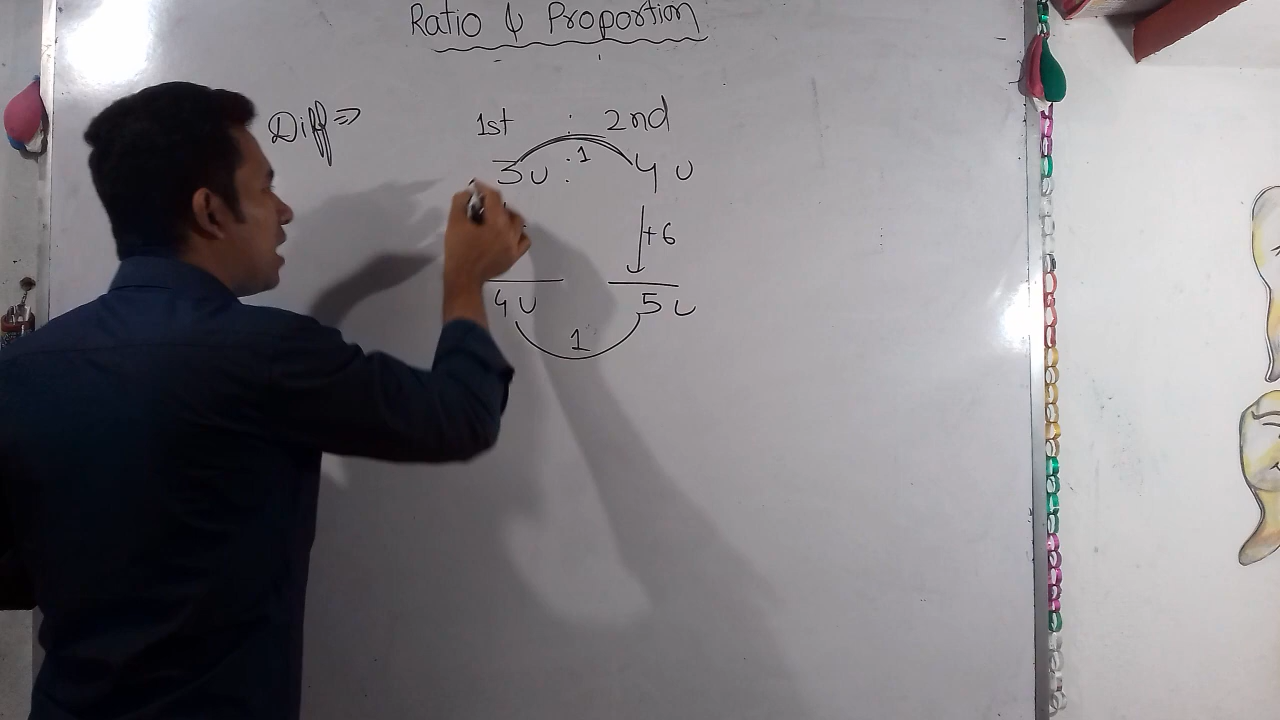 Ratio & Proportion
Diff ⇒
1st : 2nd
3u : 4u
1
+6
4u 5u
1